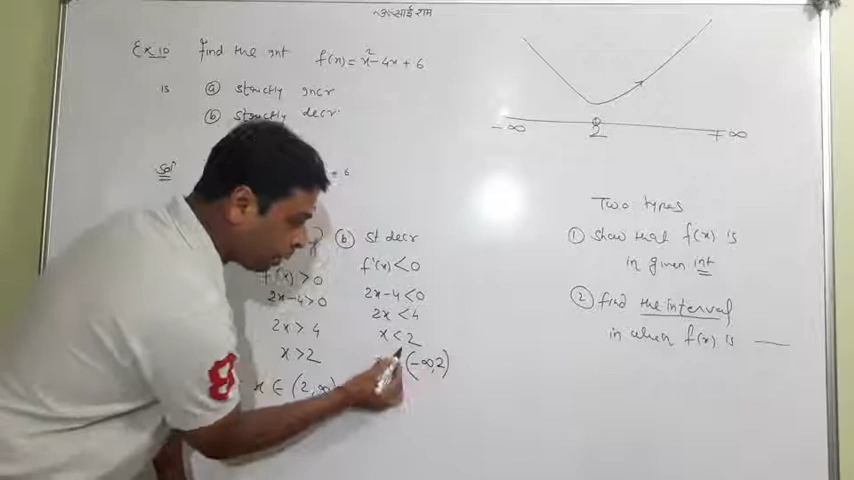 ॐ साई राम
Ex 10 find the int f(x) = x² - 4x + 6
is ⓐ strictly incr
ⓑ strictly decr
Solⁿ = 6
ⓑ st decr
f'(x) > 0
2x-4>0
2x > 4
x > 2
x ∈ (2, ∞)
f'(x) < 0
2x-4 < 0
2x < 4
x < 2
(-∞, 2)
-∞ 2 +∞
Two types
① Show that f(x) is
in given int
② find the interval
in which f(x) is ___